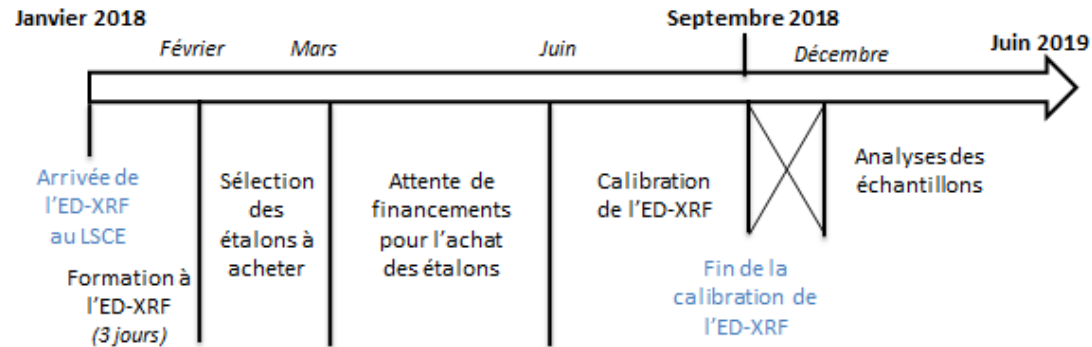 Janvier 2018
Février
Mars
Juin
Septembre 2018
Décembre
Juin 2019
Arrivée de
l'ED-XRF
au LSCE
Formation à
l'ED-XRF
(3 jours)
Sélection
des
étalons à
acheter
Attente de
financements
pour l'achat
des étalons
Calibration
de l'ED-XRF
Fin de la
calibration de
l'ED-XRF
Analyses des
échantillons